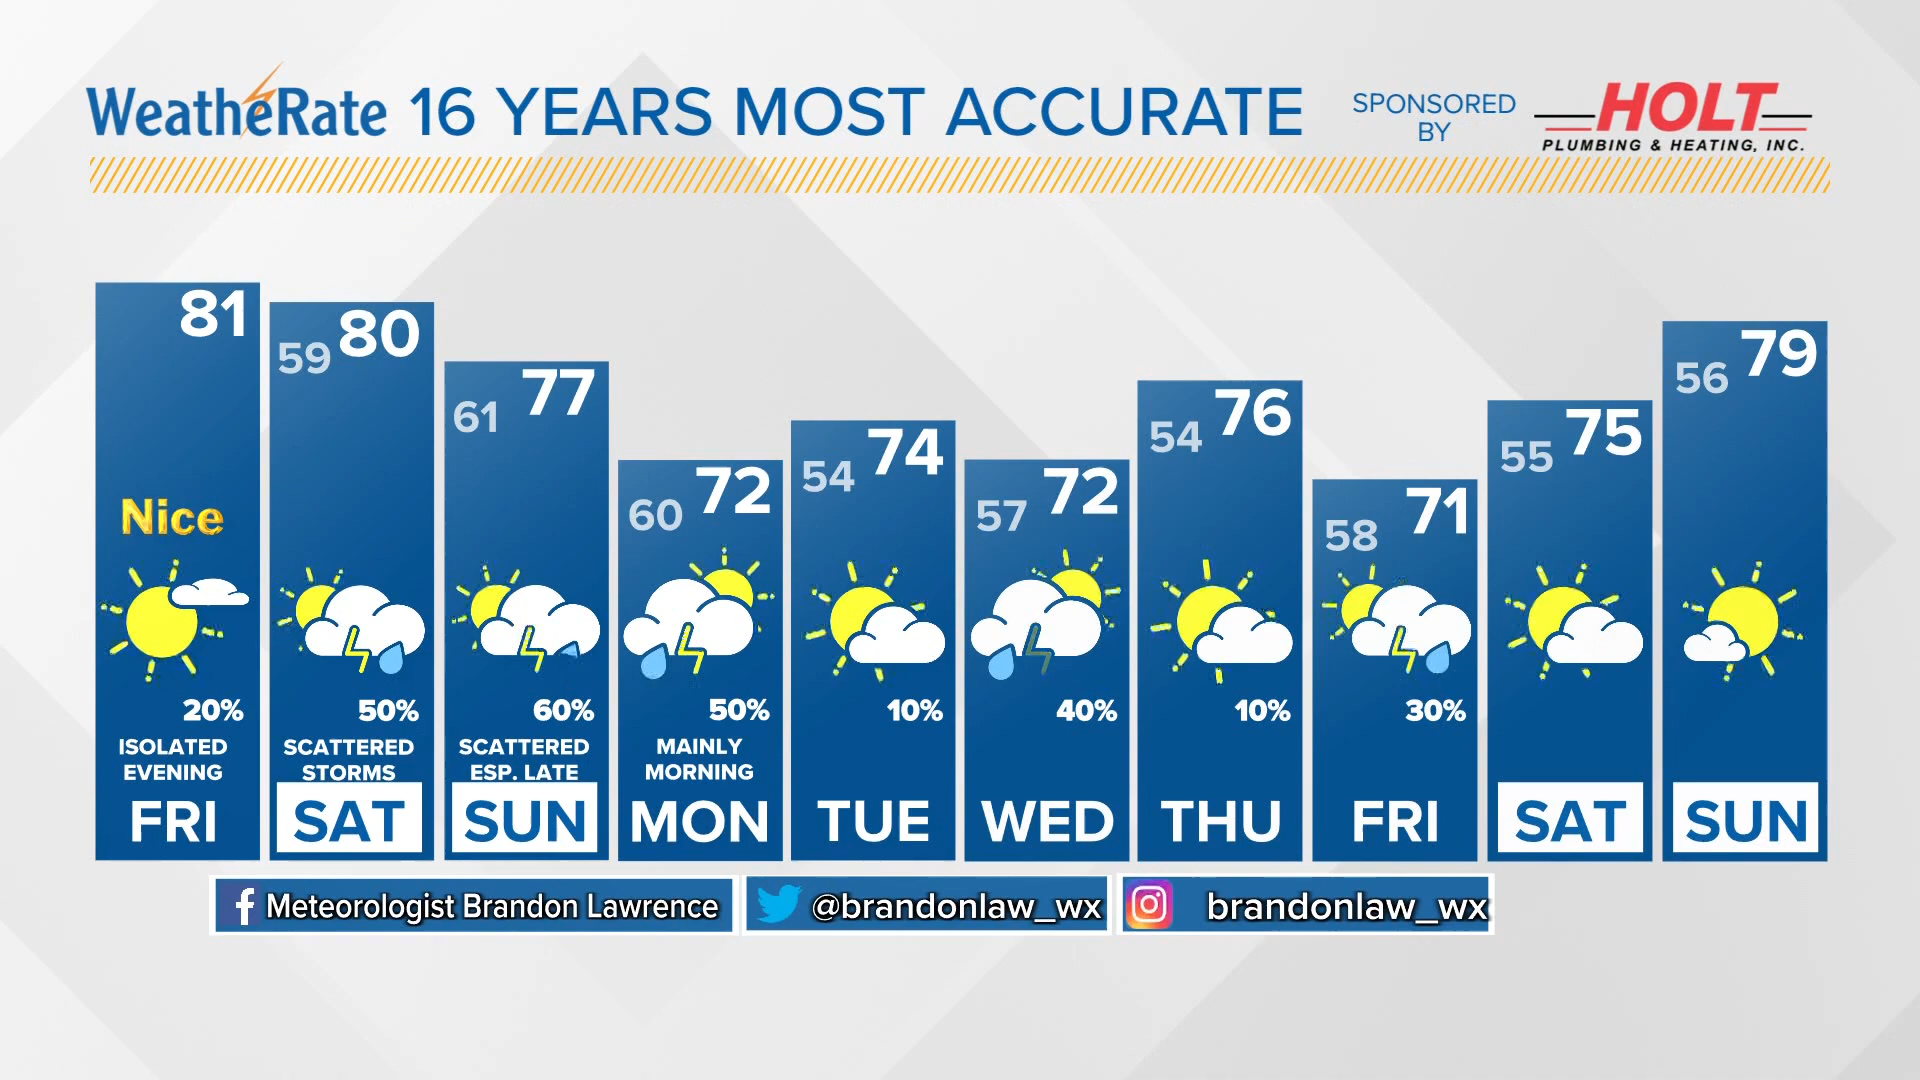 WeatheRate 16 YEARS MOST ACCURATE
SPONSORED
BY
HOLT
PLUMBING & HEATING, INC.
81
Nice
20%
ISOLATED
EVENING
FRI
59 80
50%
SCATTERED
STORMS
SAT
61 77
60%
SCATTERED
ESP. LATE
SUN
60 72
50%
MAINLY
MORNING
MON
54 74
10%
TUE
57 72
40%
WED
54 76
10%
THU
58 71
30%
FRI
55 75
SAT
56 79
SUN
f Meteorologist Brandon Lawrence
@brandonlaw_wx
brandonlaw_wx